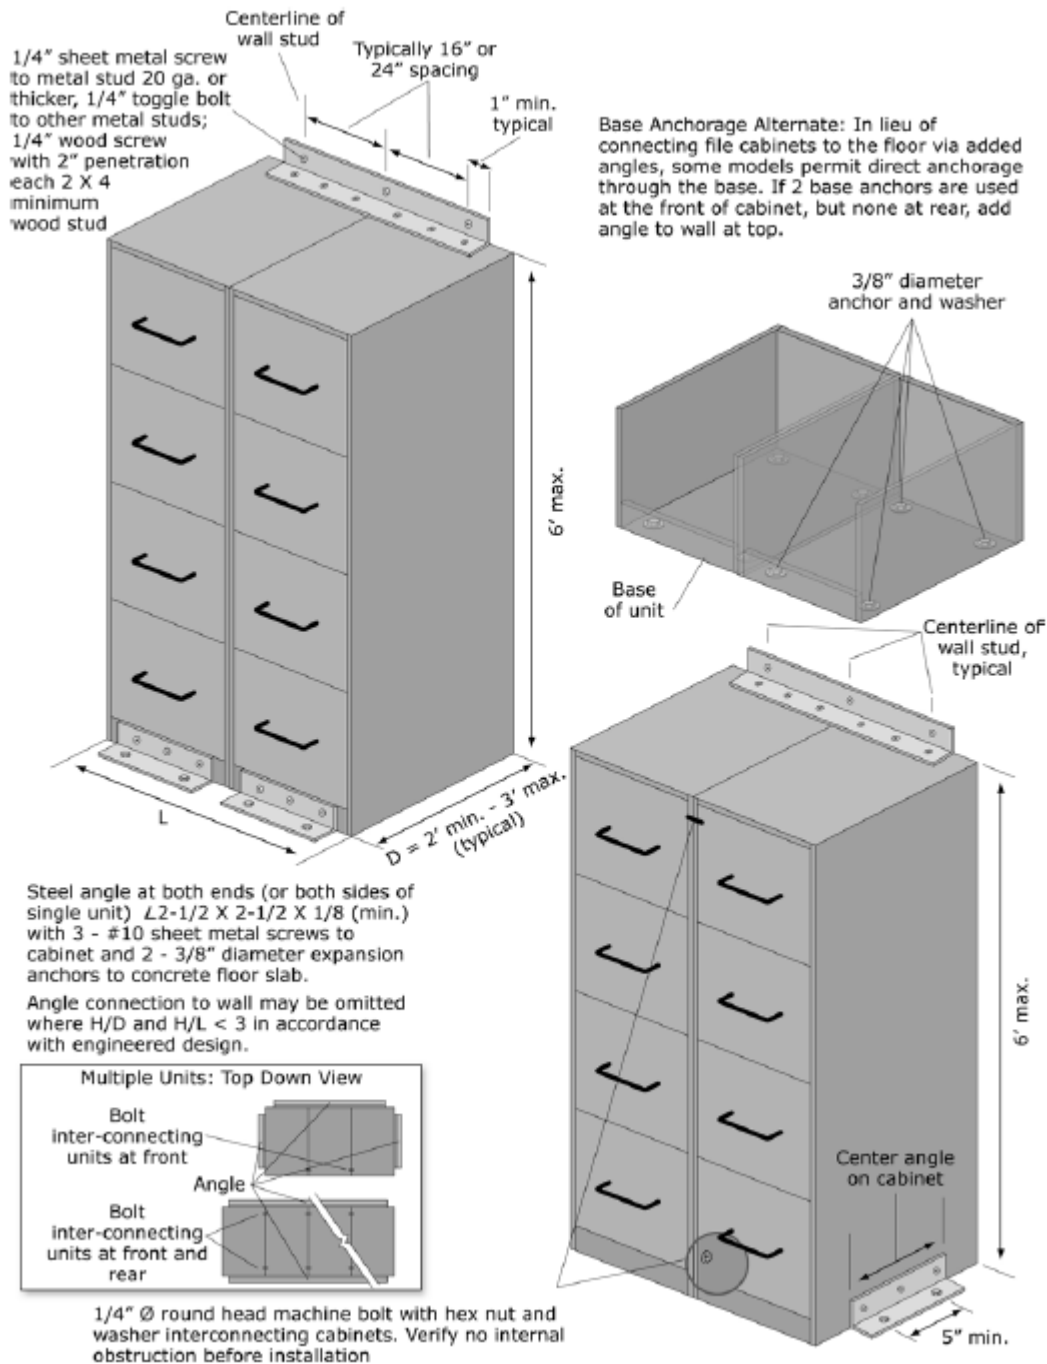 Centerline of
wall stud
Typically 16" or
24" spacing
1/4" sheet metal screw
to metal stud 20 ga. or
thicker, 1/4" toggle bolt
to other metal studs;
1/4" wood screw
with 2" penetration
each 2 X 4
minimum
wood stud
1" min.
typical
Base Anchorage Alternate: In lieu of
connecting file cabinets to the floor via added
angles, some models permit direct anchorage
through the base. If 2 base anchors are used
at the front of cabinet, but none at rear, add
angle to wall at top.
3/8" diameter
anchor and washer
6' max.
Base
of unit
Centerline of
wall stud,
typical
L
D = 2' min. - 3' max.
(typical)
Steel angle at both ends (or both sides of
single unit) ∠2-1/2 X 2-1/2 X 1/8 (min.)
with 3 - #10 sheet metal screws to
cabinet and 2 - 3/8" diameter expansion
anchors to concrete floor slab.
Angle connection to wall may be omitted
where H/D and H/L < 3 in accordance
with engineered design.
Multiple Units: Top Down View
Bolt
inter-connecting
units at front
Angle
Bolt
inter-connecting
units at front and
rear
6' max.
Center angle
on cabinet
5" min.
1/4" Ø round head machine bolt with hex nut and
washer interconnecting cabinets. Verify no internal
obstruction before installation